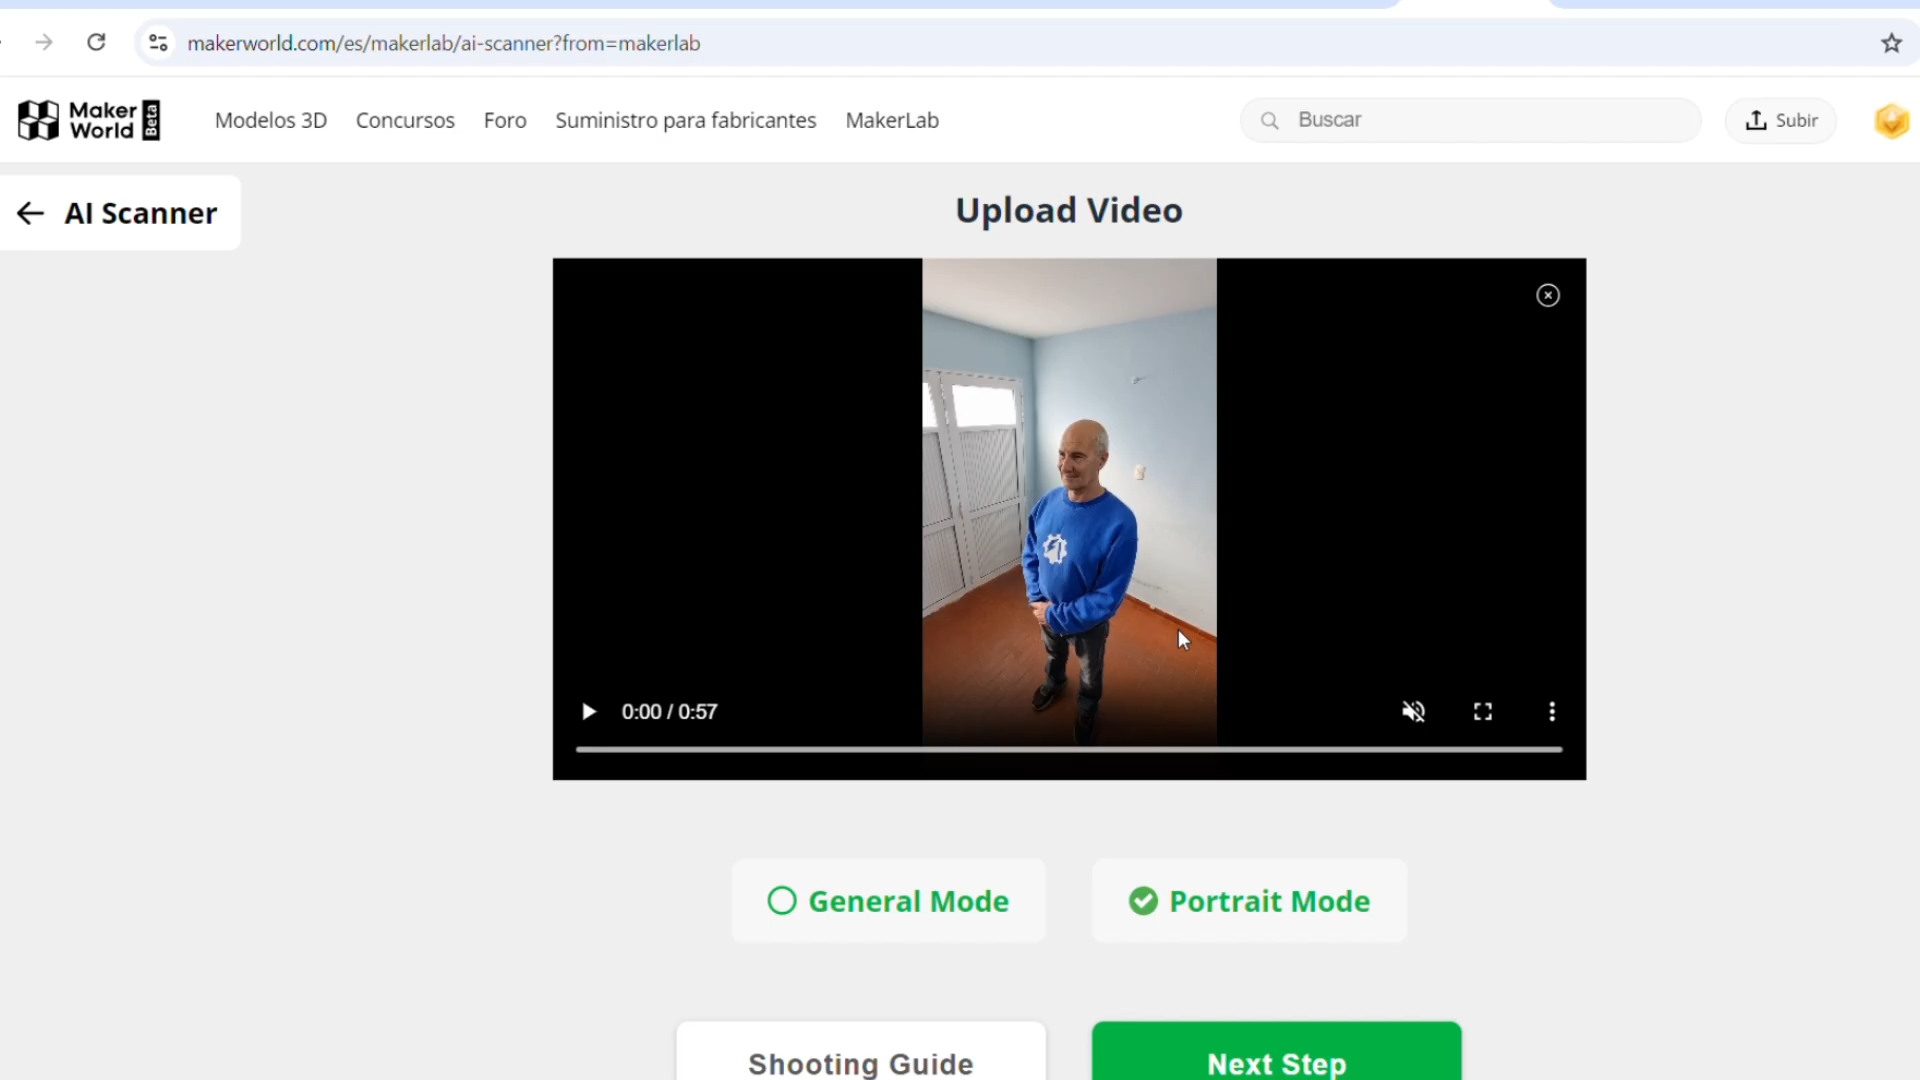 makerworld.com/es/makerlab/ai-scanner?from=makerlab
Maker World Beta
Modelos 3D
Concursos
Foro
Suministro para fabricantes
MakerLab
Buscar
Subir
AI Scanner
Upload Video
0:00 / 0:57
General Mode
Portrait Mode
Shooting Guide
Next Step